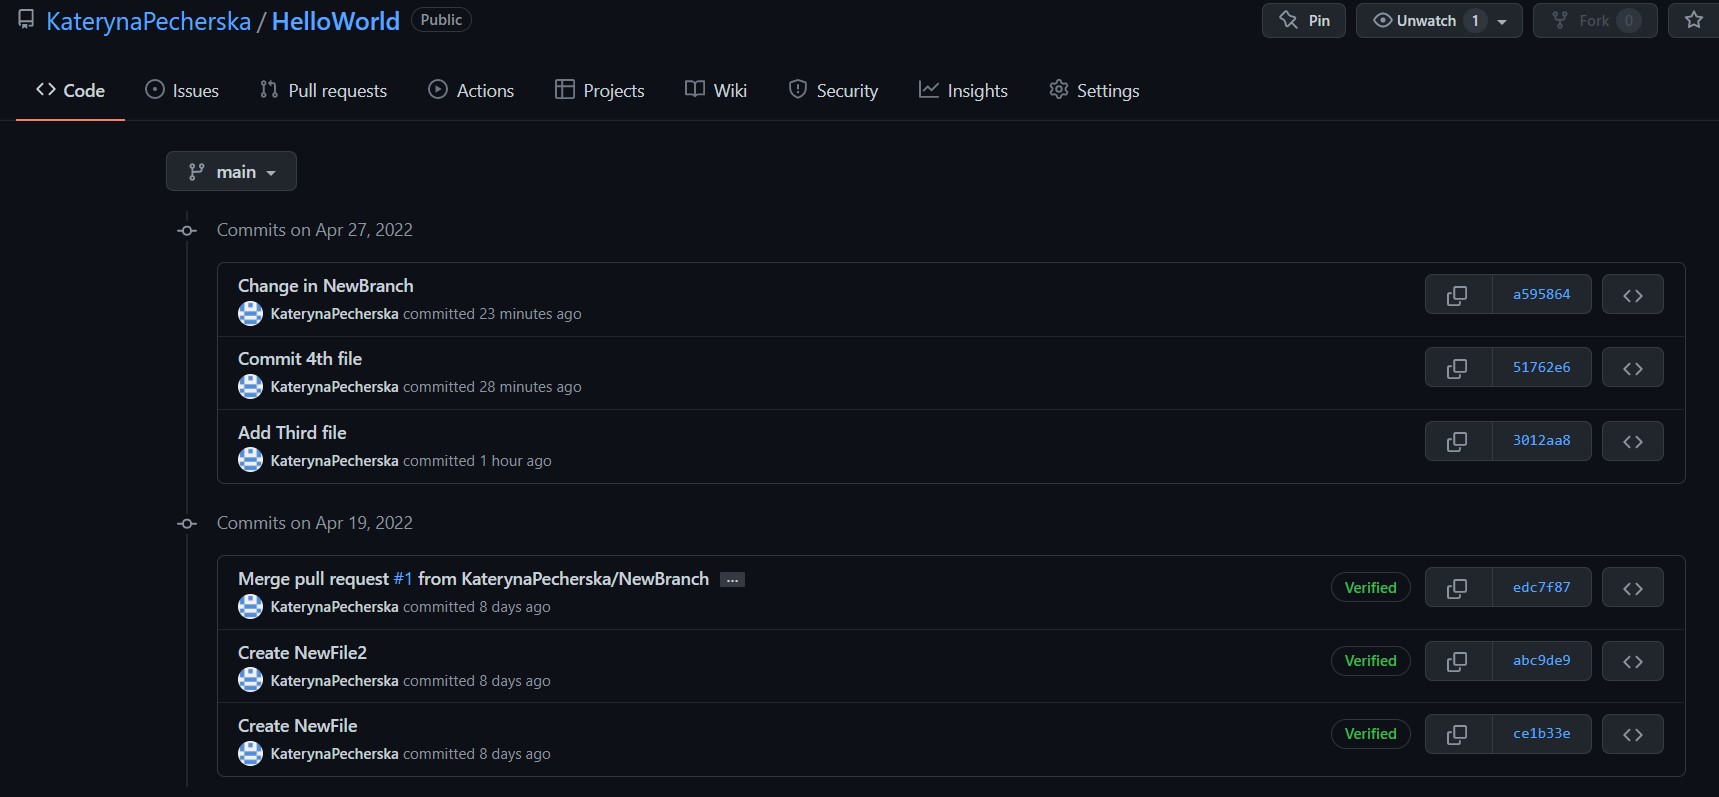 KaterynaPecherska / HelloWorld Public Pin Unwatch 1 Fork 0
Code Issues Pull requests Actions Projects Wiki Security Insights Settings
main
Commits on Apr 27, 2022
Change in NewBranch
KaterynaPecherska committed 23 minutes ago
a595864
Commit 4th file
KaterynaPecherska committed 28 minutes ago
51762e6
Add Third file
KaterynaPecherska committed 1 hour ago
3012aa8
Commits on Apr 19, 2022
Merge pull request #1 from KaterynaPecherska/NewBranch ...
KaterynaPecherska committed 8 days ago
Verified edc7f87
Create NewFile2
KaterynaPecherska committed 8 days ago
Verified abc9de9
Create NewFile
KaterynaPecherska committed 8 days ago
Verified ce1b33e